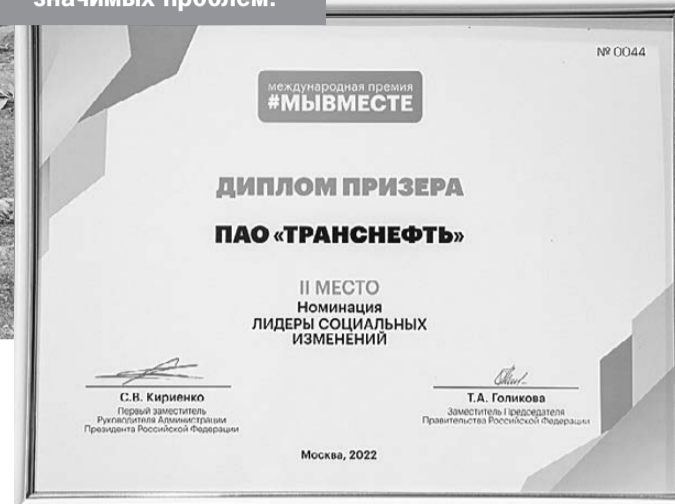 значимых проблем.
№ 0044
международная премия
#МЫВМЕСТЕ
ДИПЛОМ ПРИЗЕРА
ПАО «ТРАНСНЕФТЬ»
II МЕСТО
Номинация
ЛИДЕРЫ СОЦИАЛЬНЫХ
ИЗМЕНЕНИЙ
С.В. Кириенко
Первый заместитель
Руководителя Администрации
Президента Российской Федерации
Т.А. Голикова
Заместитель Председателя
Правительства Российской Федерации
Москва, 2022